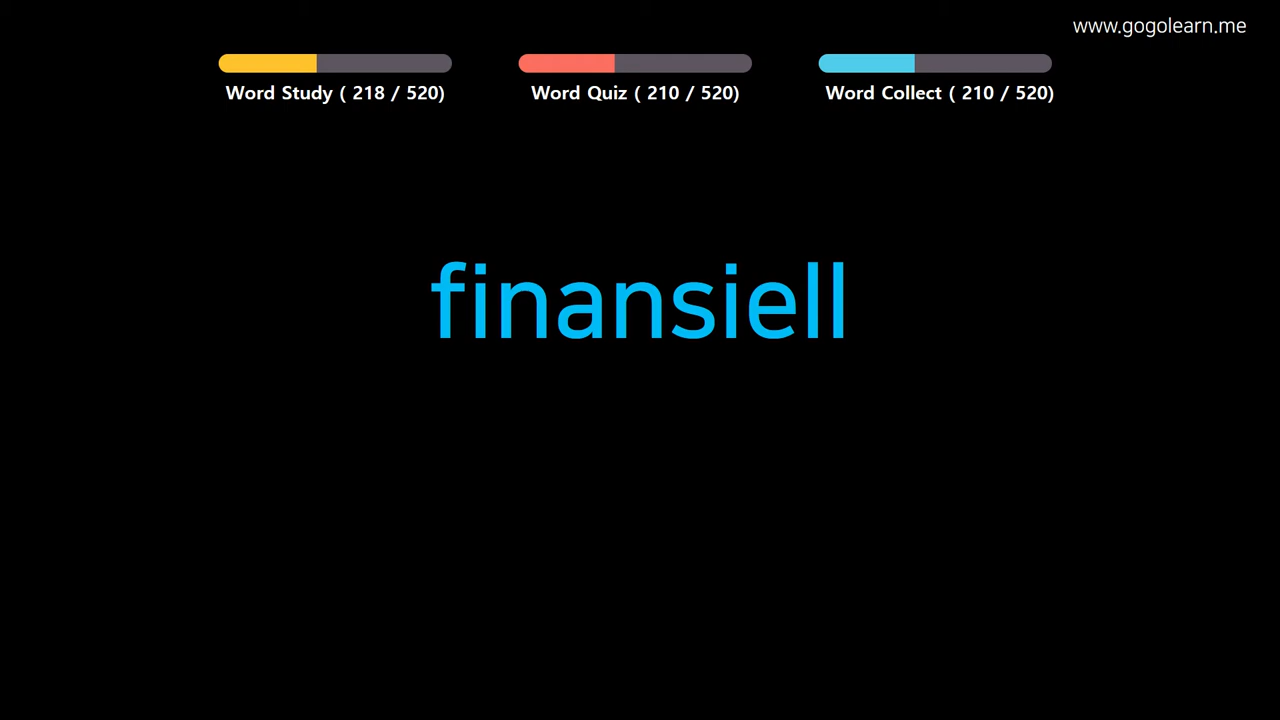 www.gogolearn.me
Word Study ( 218 / 520)
Word Quiz ( 210 / 520)
Word Collect ( 210 / 520)
finansiell